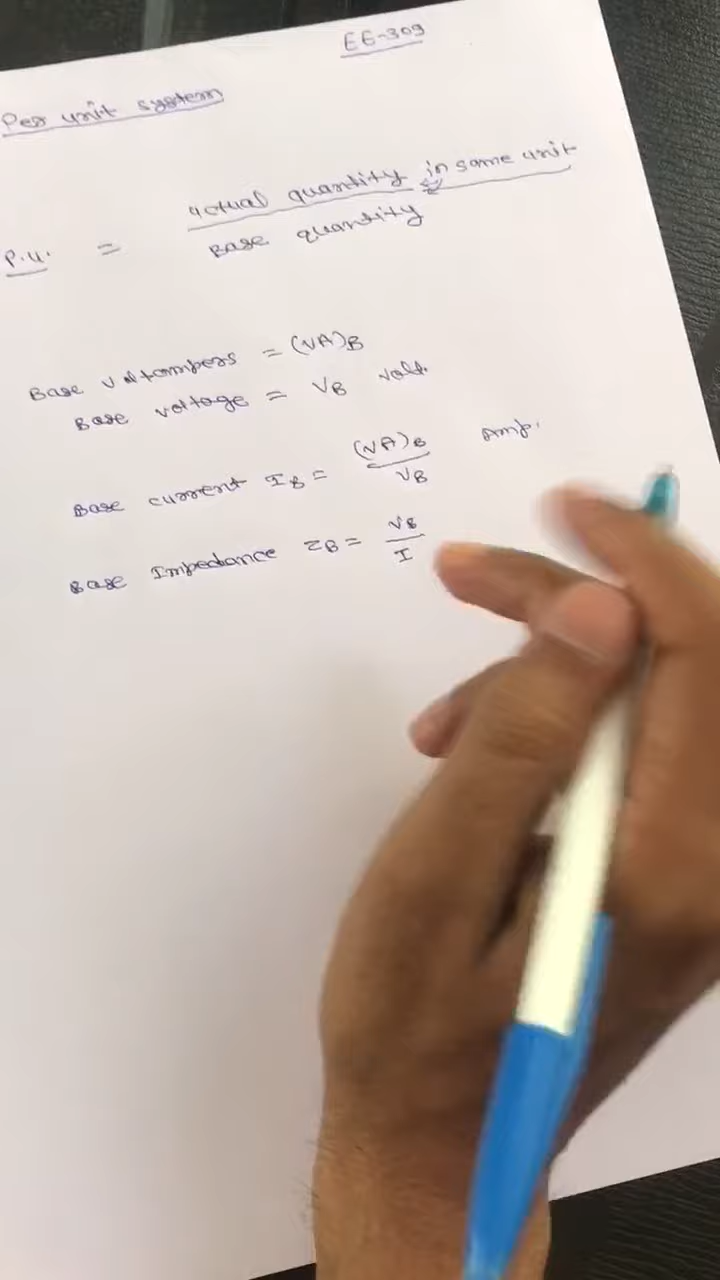 EE-309
Per unit system
P.U. = actual quantity in same unit / Base quantity
Base voltampers = (VA)B
Base voltage = VB volt.
Base current IB = (VA)B / VB Amp.
Base Impedance ZB = VB / I